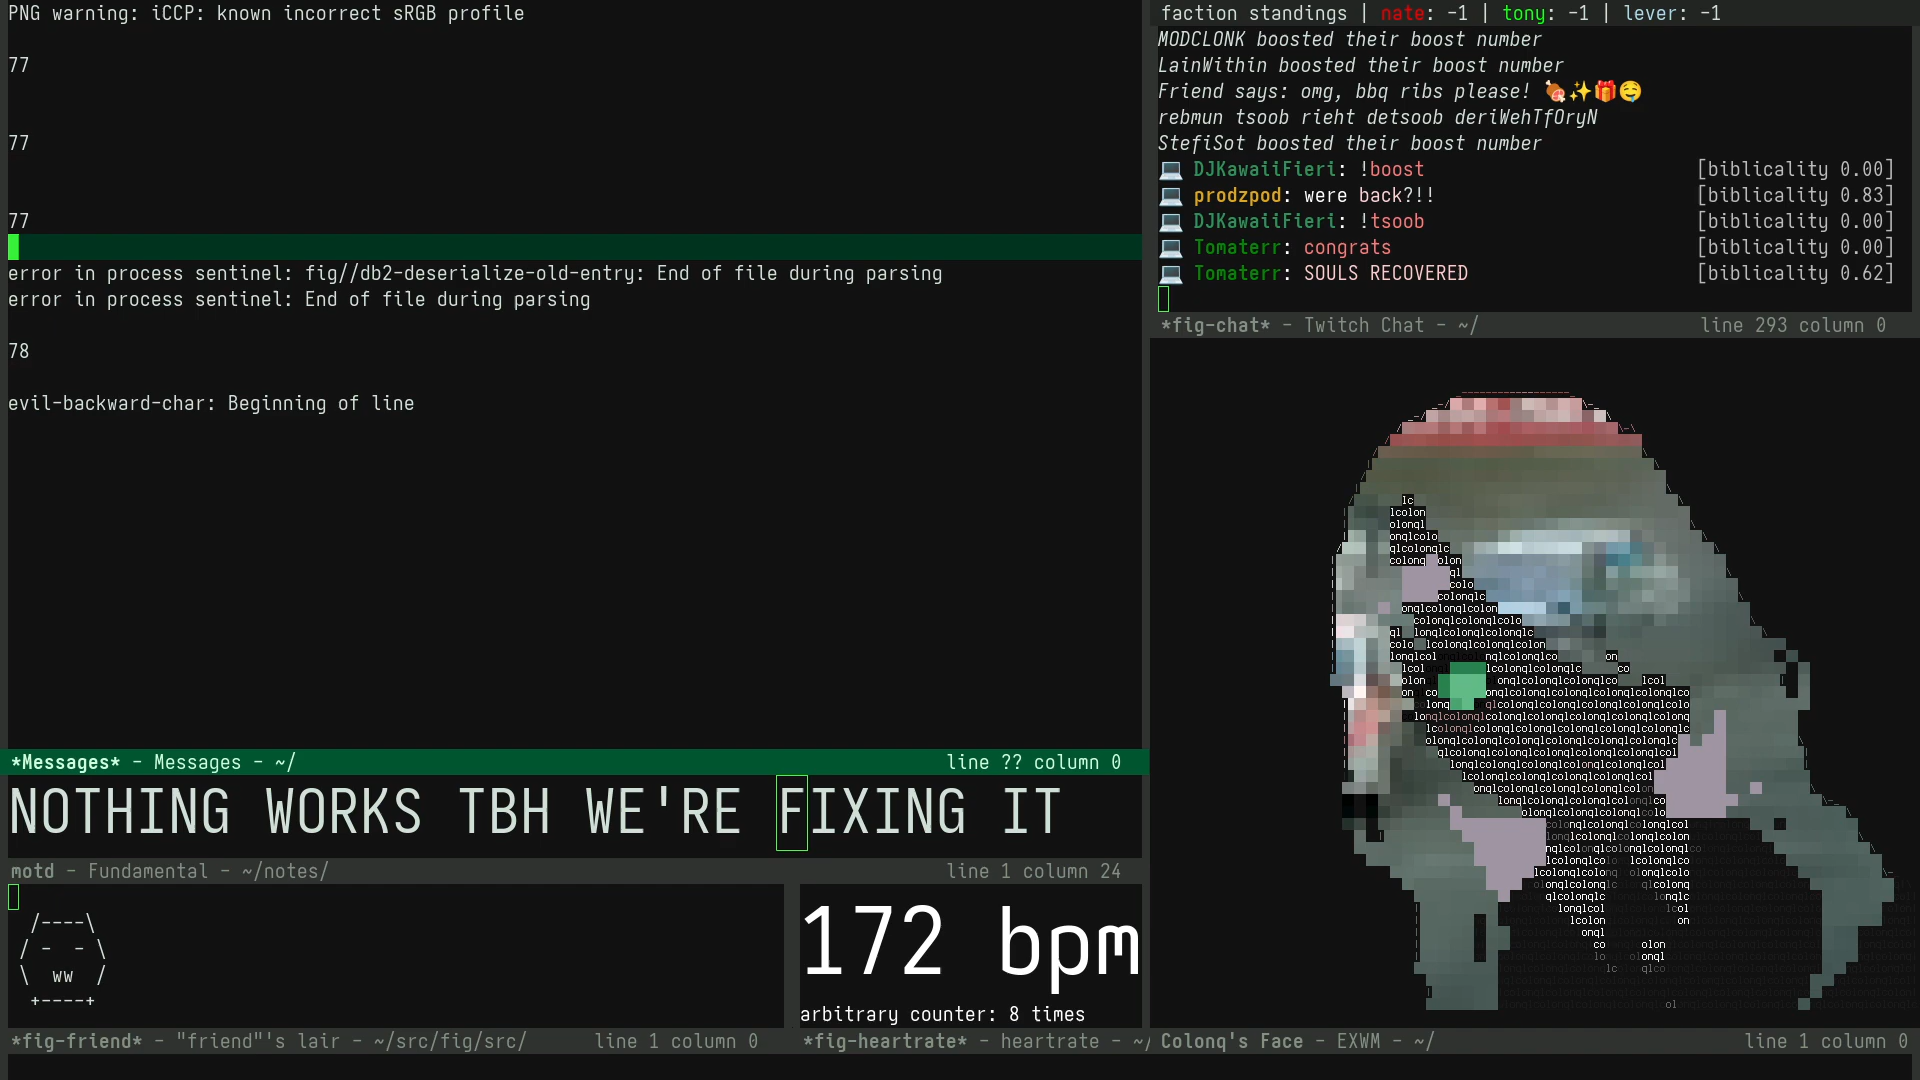 PNG warning: iCCP: known incorrect sRGB profile
77
77
77
error in process sentinel: fig//db2-deserialize-old-entry: End of file during parsing
error in process sentinel: End of file during parsing
78
evil-backward-char: Beginning of line
*Messages* - Messages - ~/ line ?? column 0
NOTHING WORKS TBH WE'RE FIXING IT
motd - Fundamental - ~/notes/ line 1 column 24
/----\
/ -  - \
\  ww  /
+----+
*fig-friend* - "friend"'s lair - ~/src/fig/src/ line 1 column 0
172 bpm
arbitrary counter: 8 times
*fig-heartrate* - heartrate - ~/
faction standings | nate: -1 | tony: -1 | lever: -1
MODCLONK boosted their boost number
LainWithin boosted their boost number
Friend says: omg, bbq ribs please! 🍖✨🎁🤤
rebmun tsoob rieht detsoob deriWehTfOryN
StefiSot boosted their boost number
💻 DJKawaiiFieri: !boost [biblicality 0.00]
💻 prodzpod: were back?!! [biblicality 0.83]
💻 DJKawaiiFieri: !tsoob [biblicality 0.00]
💻 Tomaterr: congrats [biblicality 0.00]
💻 Tomaterr: SOULS RECOVERED [biblicality 0.62]
*fig-chat* - Twitch Chat - ~/ line 293 column 0
Colonq's Face - EXWM - ~/ line 1 column 0